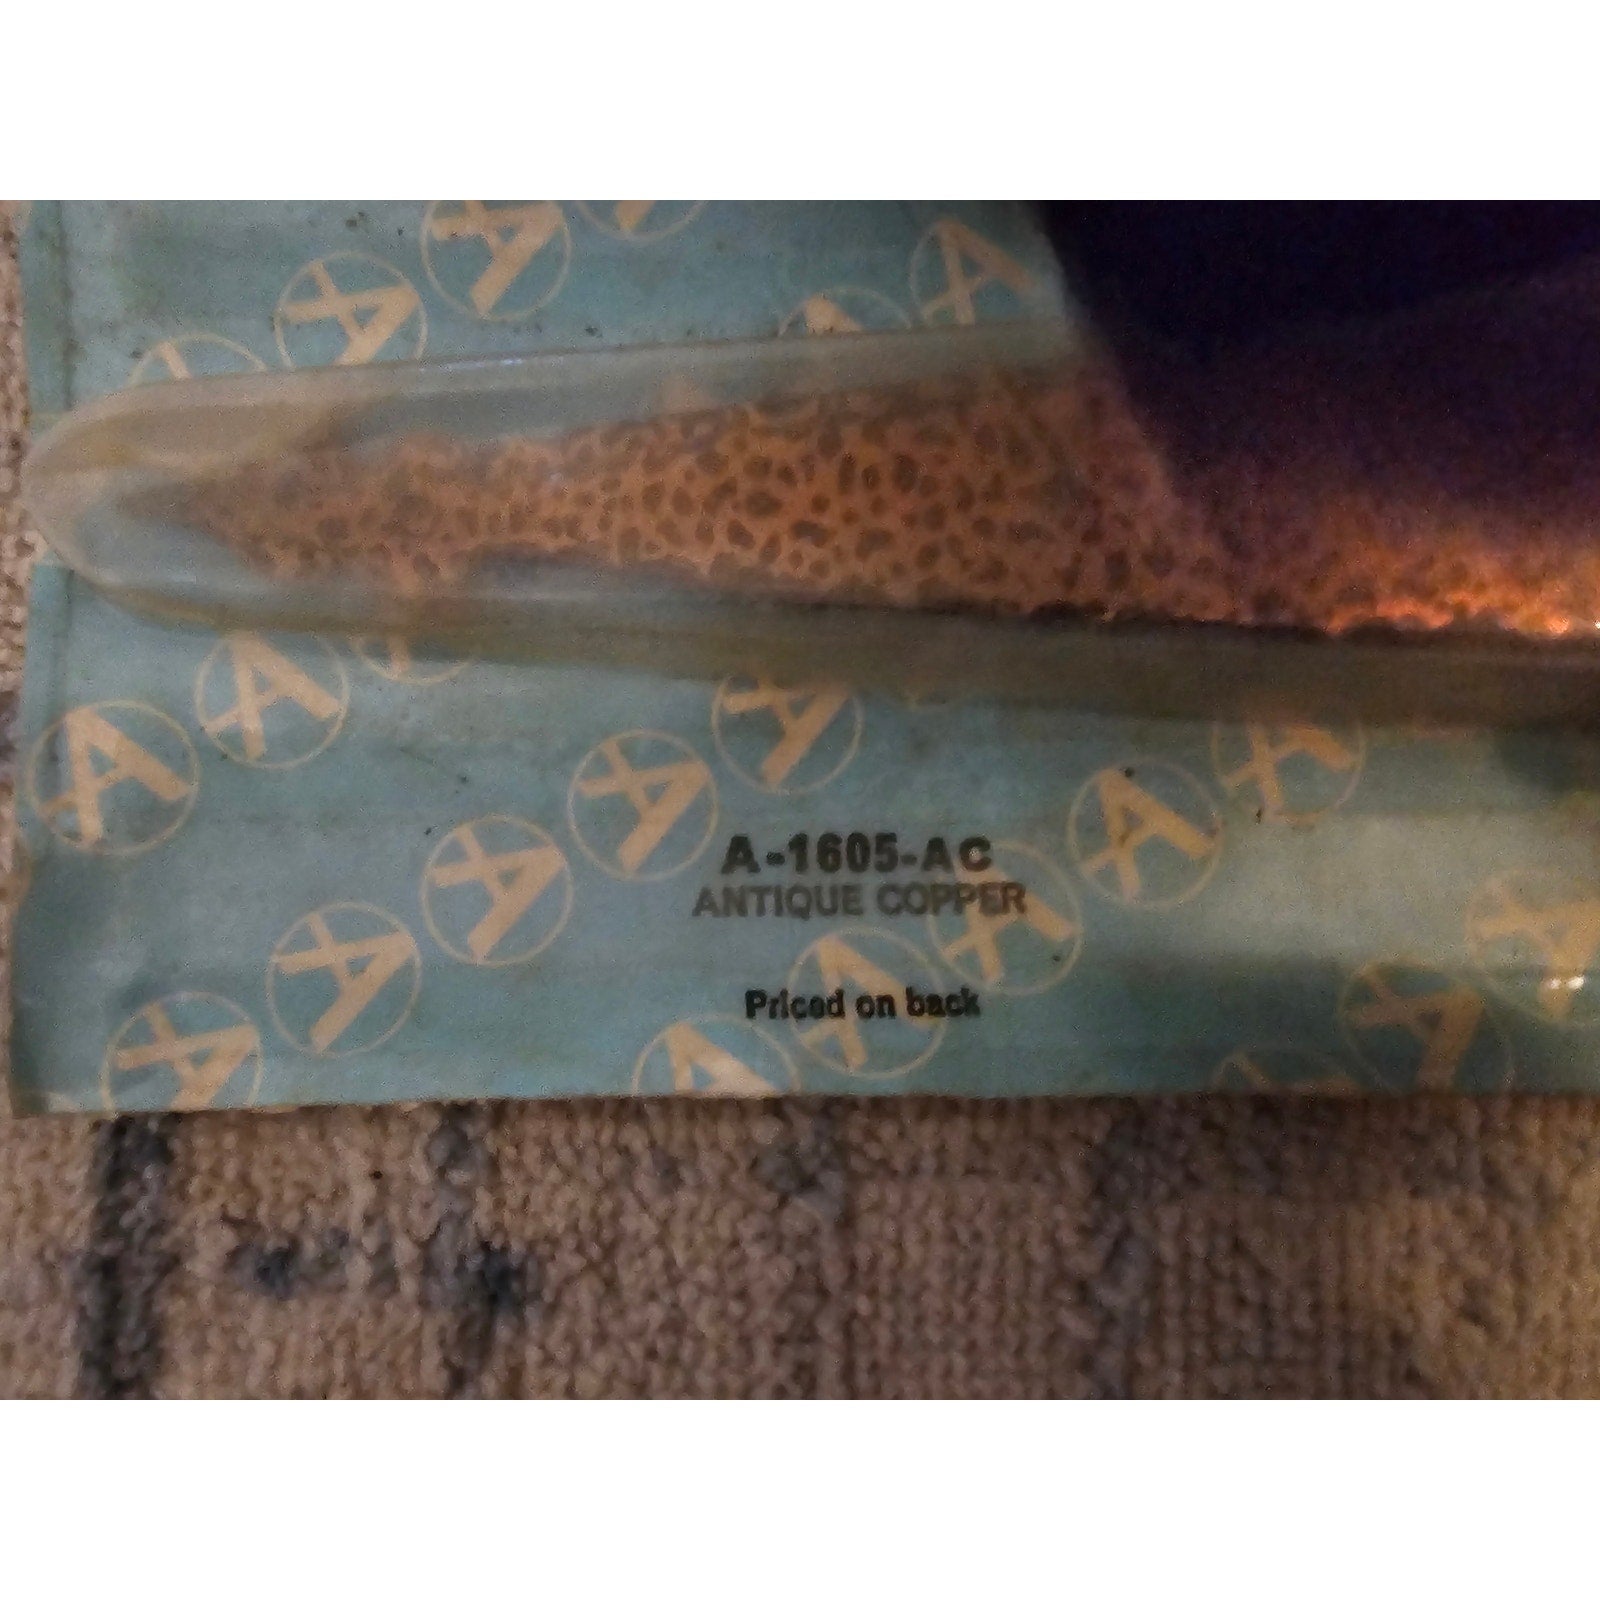 A-1605-AC
ANTIQUE COPPER
Priced on back